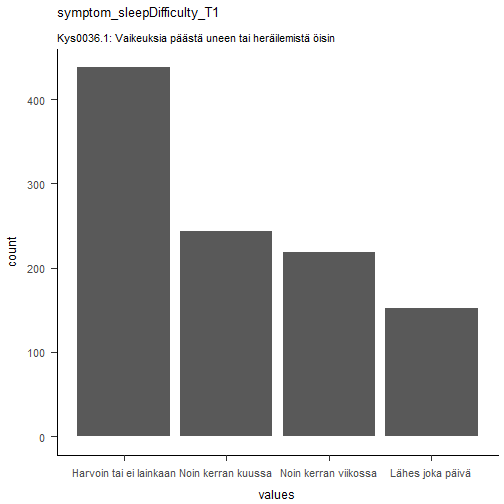 symptom_sleepDifficulty_T1
Kys0036.1: Vaikeuksia päästä uneen tai heräilemistä öisin
400
300
200
100
0
count
Harvoin tai ei lainkaan Noin kerran kuussa Noin kerran viikossa Lähes joka päivä
values